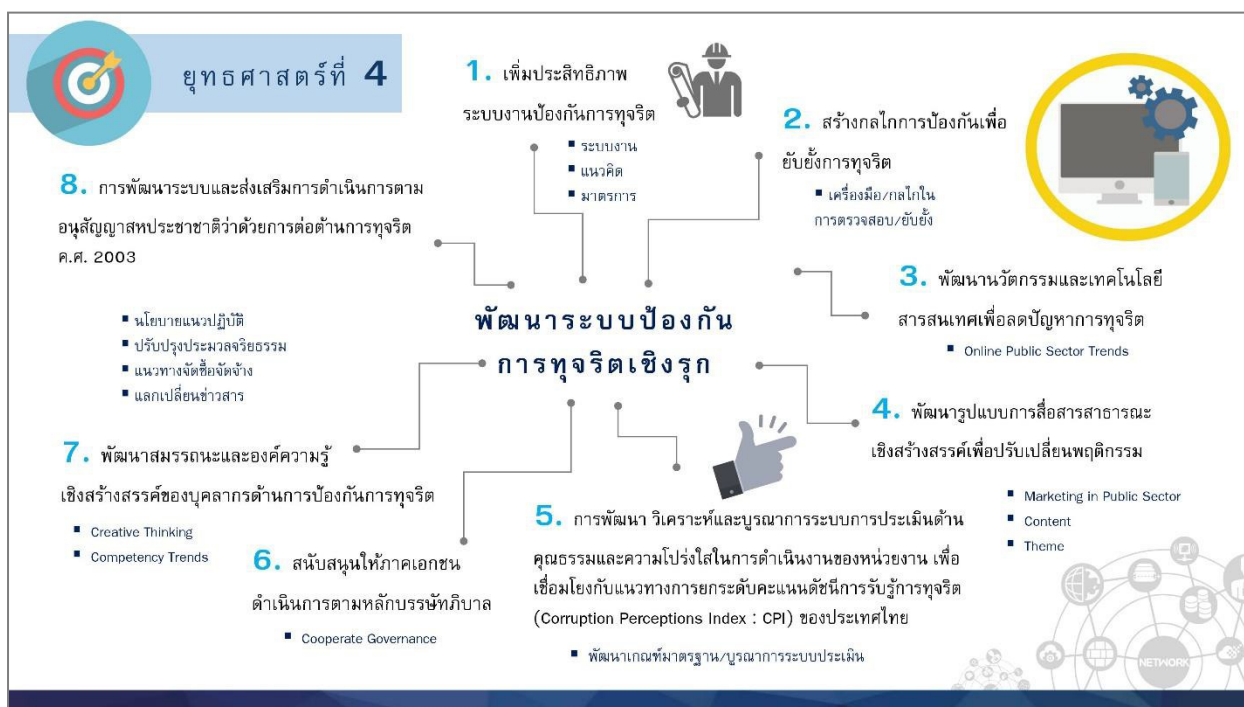 ยุทธศาสตร์ที่ 4
1. เพิ่มประสิทธิภาพ
ระบบงานป้องกันการทุจริต
▪ ระบบงาน
▪ แนวคิด
▪ มาตรการ
2. สร้างกลไกการป้องกันเพื่อ
ยับยั้งการทุจริต
▪ เครื่องมือ/กลไกใน
การตรวจสอบ/ยับยั้ง
3. พัฒนานวัตกรรมและเทคโนโลยี
สารสนเทศเพื่อลดปัญหาการทุจริต
▪ Online Public Sector Trends
4. พัฒนารูปแบบการสื่อสารสาธารณะ
เชิงสร้างสรรค์เพื่อปรับเปลี่ยนพฤติกรรม
▪ Marketing in Public Sector
▪ Content
▪ Theme
5. การพัฒนา วิเคราะห์และบูรณาการระบบการประเมินด้าน
คุณธรรมและความโปร่งใสในการดำเนินงานของหน่วยงาน เพื่อ
เชื่อมโยงกับแนวทางการยกระดับคะแนนดัชนีการรับรู้การทุจริต
(Corruption Perceptions Index : CPI) ของประเทศไทย
▪ พัฒนาเกณฑ์มาตรฐาน/บูรณาการระบบประเมิน
6. สนับสนุนให้ภาคเอกชน
ดำเนินการตามหลักบรรษัทภิบาล
▪ Cooperate Governance
7. พัฒนาสมรรถนะและองค์ความรู้
เชิงสร้างสรรค์ของบุคลากรด้านการป้องกันการทุจริต
▪ Creative Thinking
▪ Competency Trends
8. การพัฒนาระบบและส่งเสริมการดำเนินการตาม
อนุสัญญาสหประชาชาติว่าด้วยการต่อต้านการทุจริต
ค.ศ. 2003
▪ นโยบายแนวปฏิบัติ
▪ ปรับปรุงประมวลจริยธรรม
▪ แนวทางจัดซื้อจัดจ้าง
▪ แลกเปลี่ยนข่าวสาร
พัฒนาระบบป้องกัน
การทุจริตเชิงรุก
NETWORK